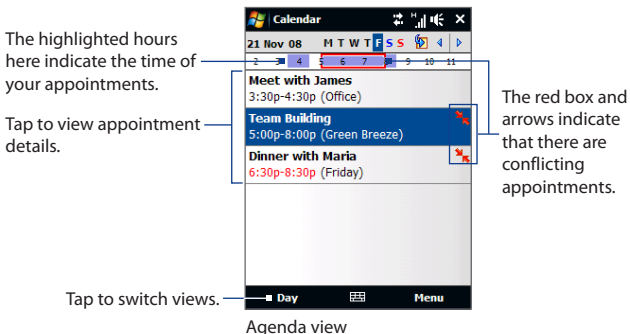 The highlighted hours
here indicate the time of
your appointments.
Tap to view appointment
details.
Tap to switch views.
Calendar
21 Nov 08 M T W T F S S
2 3 4 5 6 7 8 9 10 11
Meet with James
3:30p-4:30p (Office)
Team Building
5:00p-8:00p (Green Breeze)
Dinner with Maria
6:30p-8:30p (Friday)
Day Menu
The red box and
arrows indicate
that there are
conflicting
appointments.
Agenda view